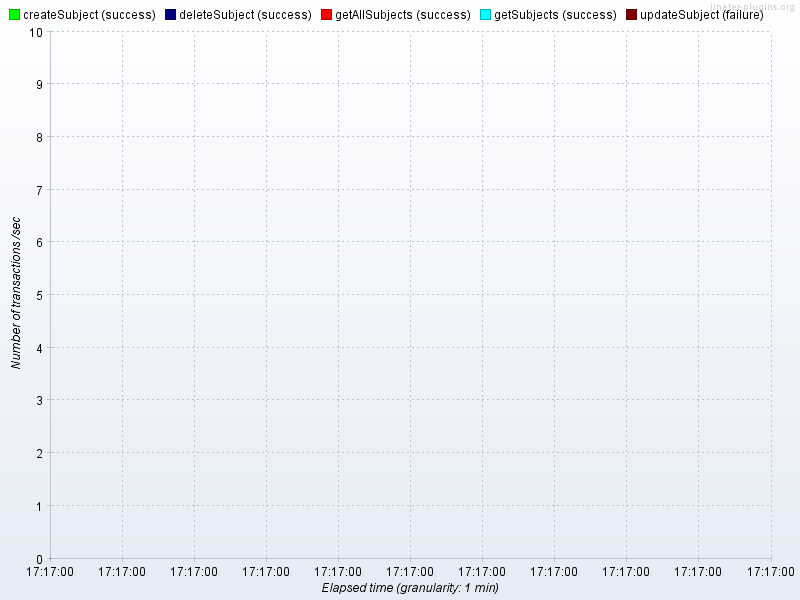 jmeter-plugins.org
createSubject (success) deleteSubject (success) getAllSubjects (success) getSubjects (success) updateSubject (failure)
10
9
8
7
6
5
4
3
2
1
0
Number of transactions /sec
17:17:00 17:17:00 17:17:00 17:17:00 17:17:00 17:17:00 17:17:00 17:17:00 17:17:00 17:17:00 17:17:00
Elapsed time (granularity: 1 min)